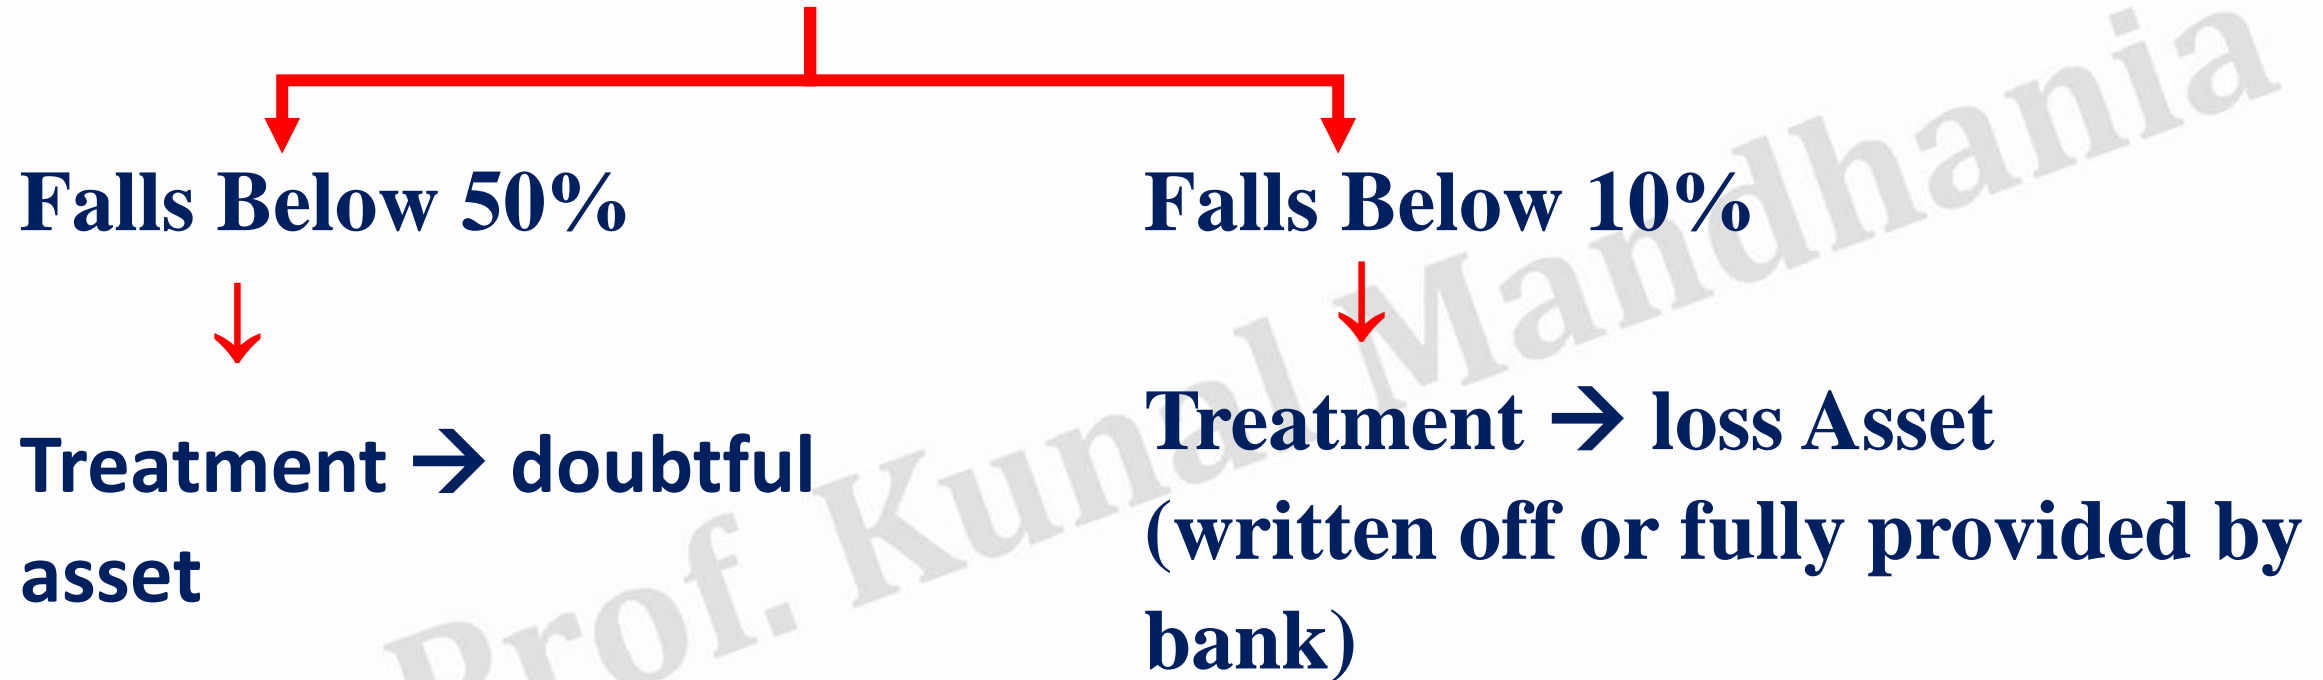 Falls Below 50%
Treatment → doubtful
asset
Falls Below 10%
Treatment → loss Asset
(written off or fully provided by
bank)
Prof. Kunal Mandhania